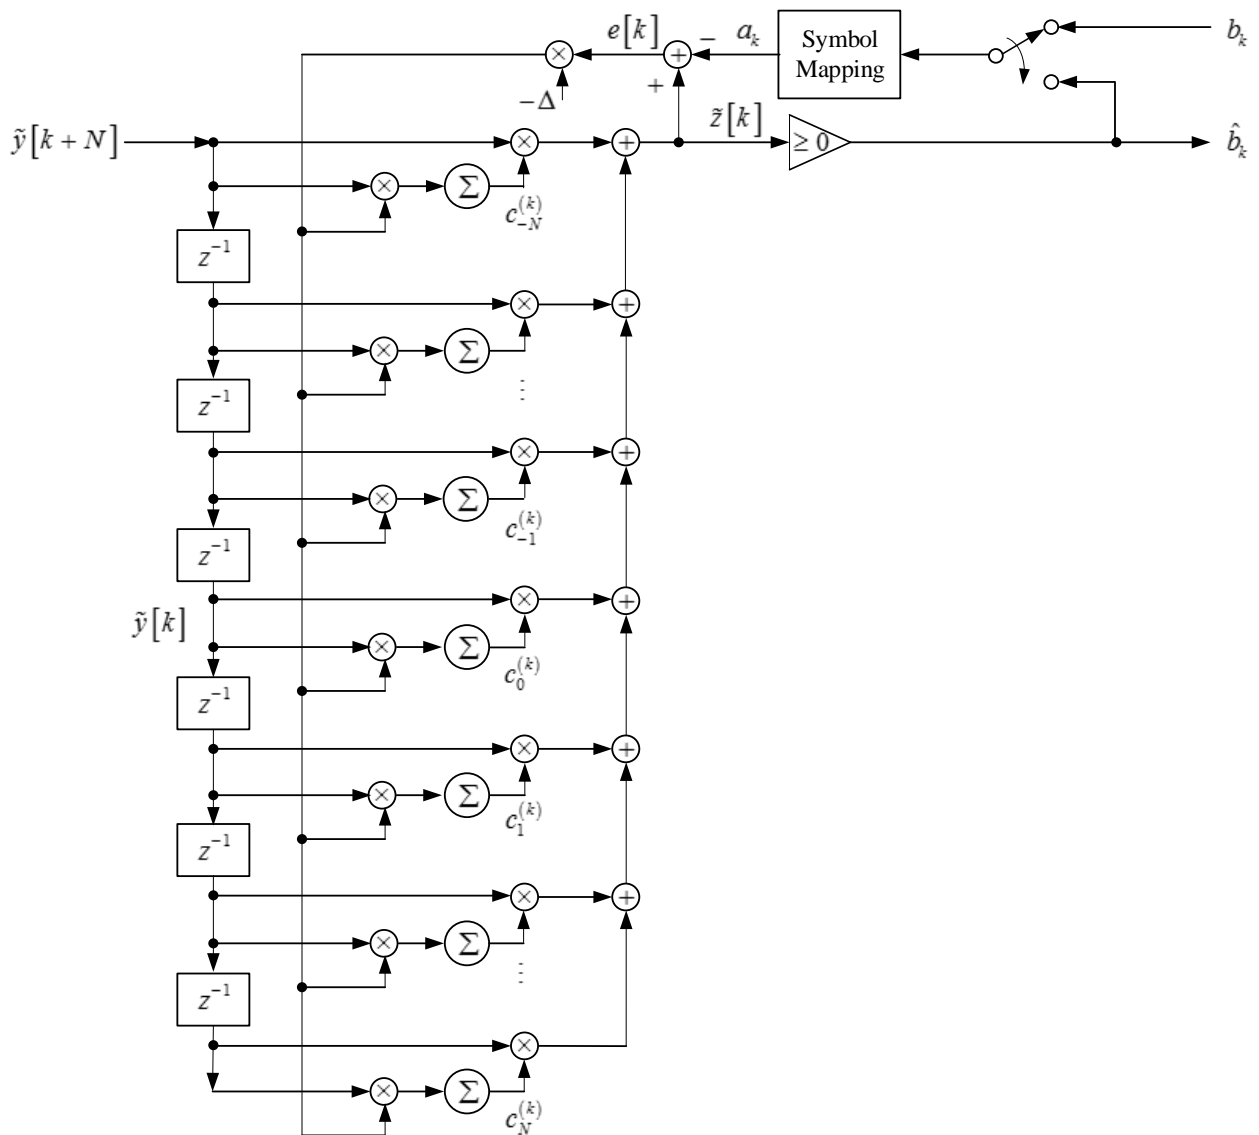 e[k]
−
a_k
Symbol
Mapping
b_k
×
+
+
−Δ
ỹ[k + N]
z̃[k]
≥ 0
b̂_k
×
+
×
Σ
c_{-N}^{(k)}
z^{-1}
×
+
×
Σ
⋮
z^{-1}
×
+
×
Σ
c_{-1}^{(k)}
z^{-1}
×
+
ỹ[k]
×
Σ
c_0^{(k)}
z^{-1}
×
+
×
Σ
c_1^{(k)}
z^{-1}
×
+
×
Σ
⋮
z^{-1}
×
×
Σ
c_N^{(k)}